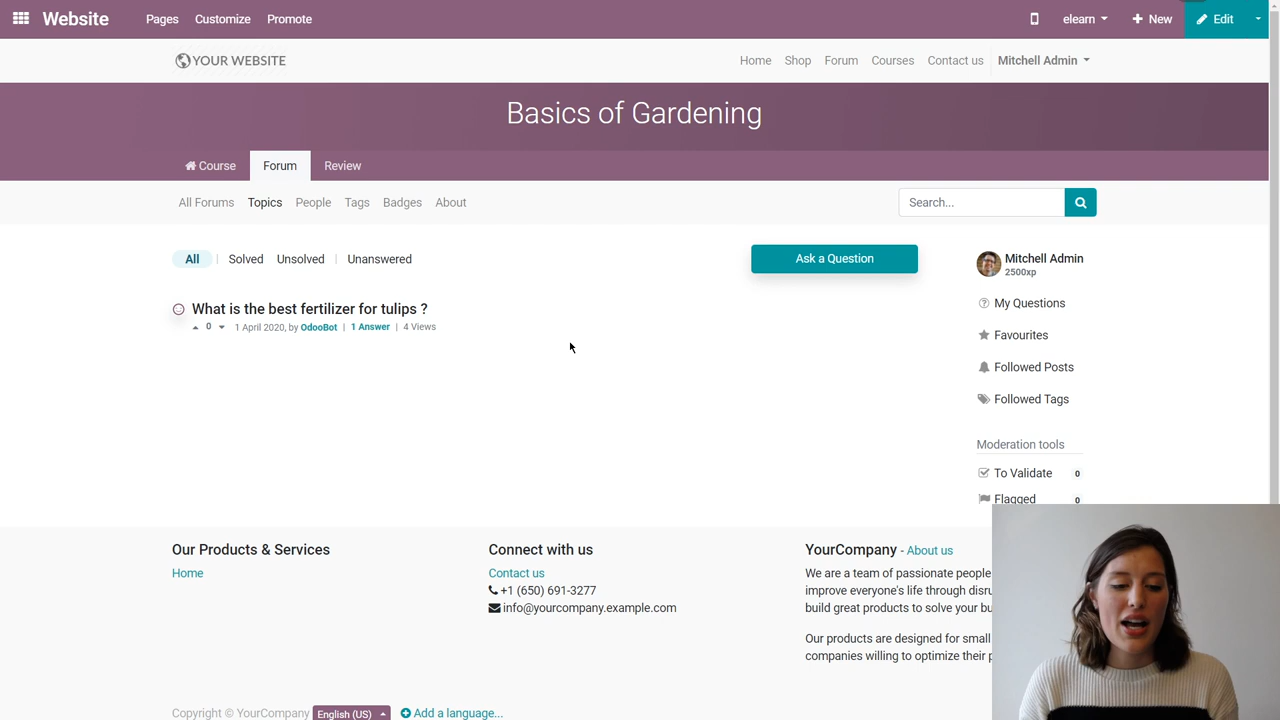 Website Pages Customize Promote elearn New Edit
YOUR WEBSITE Home Shop Forum Courses Contact us Mitchell Admin
Basics of Gardening
Course Forum Review
All Forums Topics People Tags Badges About Search...
All | Solved Unsolved | Unanswered Ask a Question
Mitchell Admin
2500xp
What is the best fertilizer for tulips ?
0 1 April 2020, by OdooBot | 1 Answer | 4 Views
My Questions
Favourites
Followed Posts
Followed Tags
Moderation tools
To Validate 0
Flagged 0
Our Products & Services
Home
Connect with us
Contact us
+1 (650) 691-3277
info@yourcompany.example.com
YourCompany - About us
We are a team of passionate people
improve everyone's life through
build great products to solve your
Our products are designed for small
companies willing to optimize their
Copyright © YourCompany English (US) Add a language...